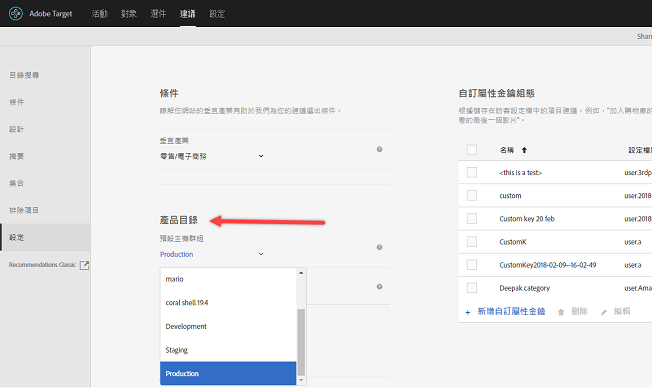 Adobe Target 活動 對象 選件 建議 設定
Shar
目錄搜尋
條件
設計
摘要
集合
排除項目
設定
Recommendations Classic
條件
瞭解您網站的垂直產業有助於我們為您的建議選出條件。
垂直產業
零售/電子商務
產品目錄
預設主機群組
Production
mario
coral shell 19.4
Development
Staging
Production
自訂屬性金鑰組態
根據儲存在訪客設定檔中的項目建議。例如，"加入購物車的
看的最後一個影片"。
名稱 設定檔
<this is a test> user.3rdp
custom user.2018
Custom key 20 feb user.2018
CustomK user.a
CustomKey2018-02-09--16-02-49 user.a
Deepak category user.Ama
+ 新增自訂屬性金鑰 刪除 編輯